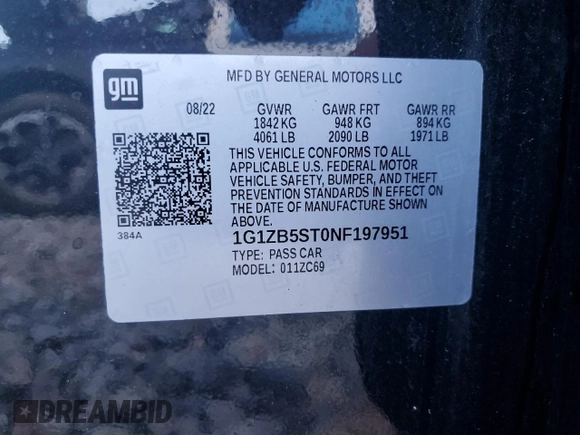 gm
MFD BY GENERAL MOTORS LLC
08/22 GVWR GAWR FRT GAWR RR
1842 KG 948 KG 894 KG
4061 LB 2090 LB 1971 LB
THIS VEHICLE CONFORMS TO ALL
APPLICABLE U.S. FEDERAL MOTOR
VEHICLE SAFETY, BUMPER, AND THEFT
PREVENTION STANDARDS IN EFFECT ON
THE DATE OF MANUFACTURE SHOWN
ABOVE.
384A
1G1ZB5ST0NF197951
TYPE: PASS CAR
MODEL: 011ZC69
DREAMBID